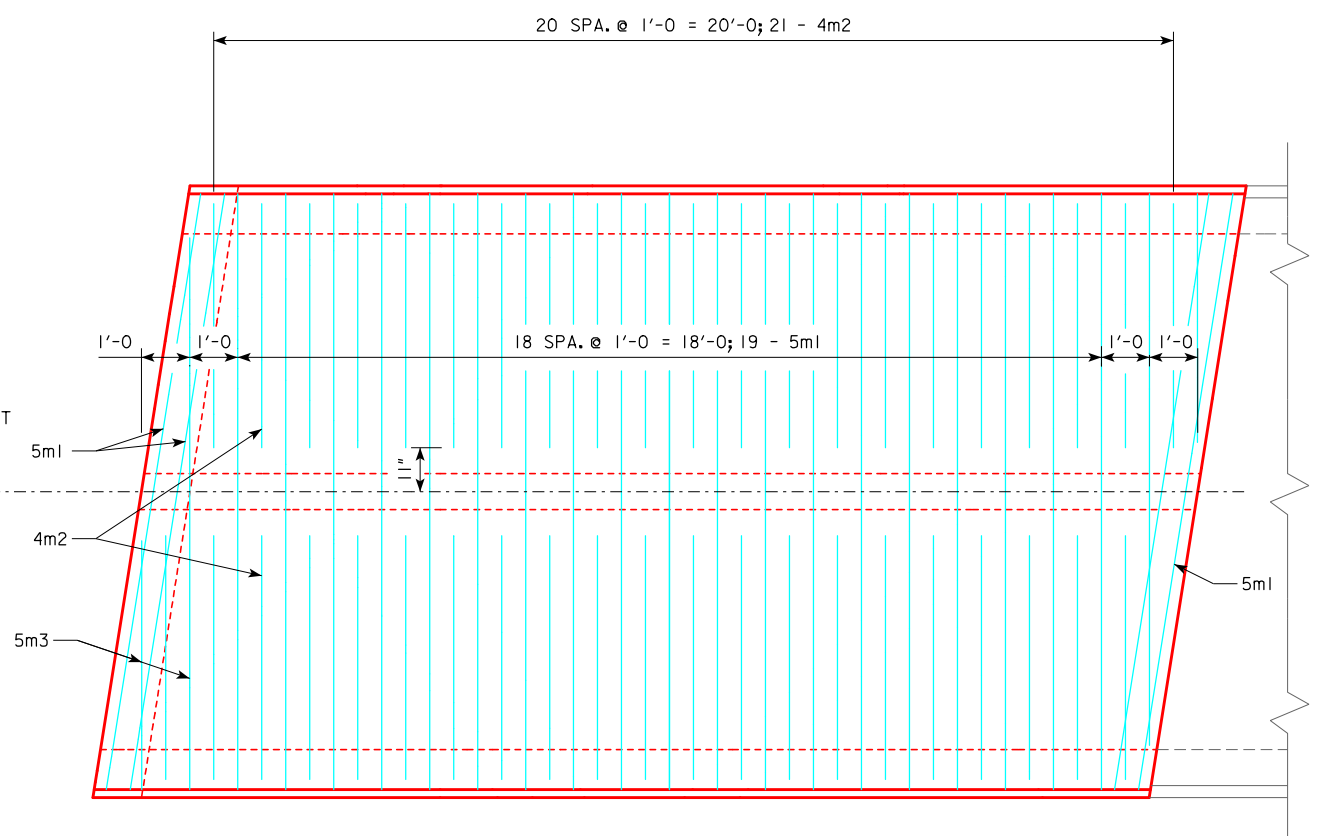 20 SPA. @ 1'-0 = 20'-0; 21 - 4m2
1'-0 1'-0 18 SPA. @ 1'-0 = 18'-0; 19 - 5m1 1'-0 1'-0
T
5m1
11"
4m2
5m1
5m3